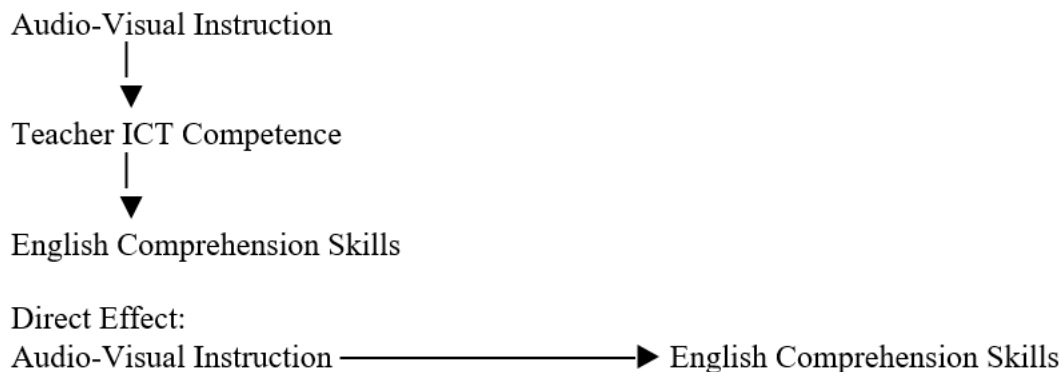 Audio-Visual Instruction
Teacher ICT Competence
English Comprehension Skills
Direct Effect:
Audio-Visual Instruction English Comprehension Skills